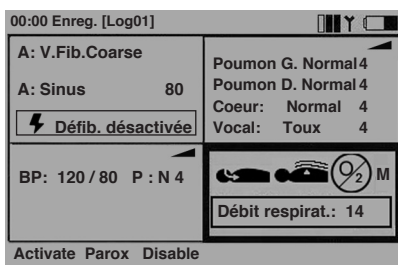 00:00 Enreg. [Log01]
A: V.Fib.Coarse
A: Sinus 80
Défib. désactivée
Poumon G. Normal 4
Poumon D. Normal 4
Coeur: Normal 4
Vocal: Toux 4
BP: 120 / 80 P : N 4
O2 M
Débit respirat.: 14
Activate Parox Disable